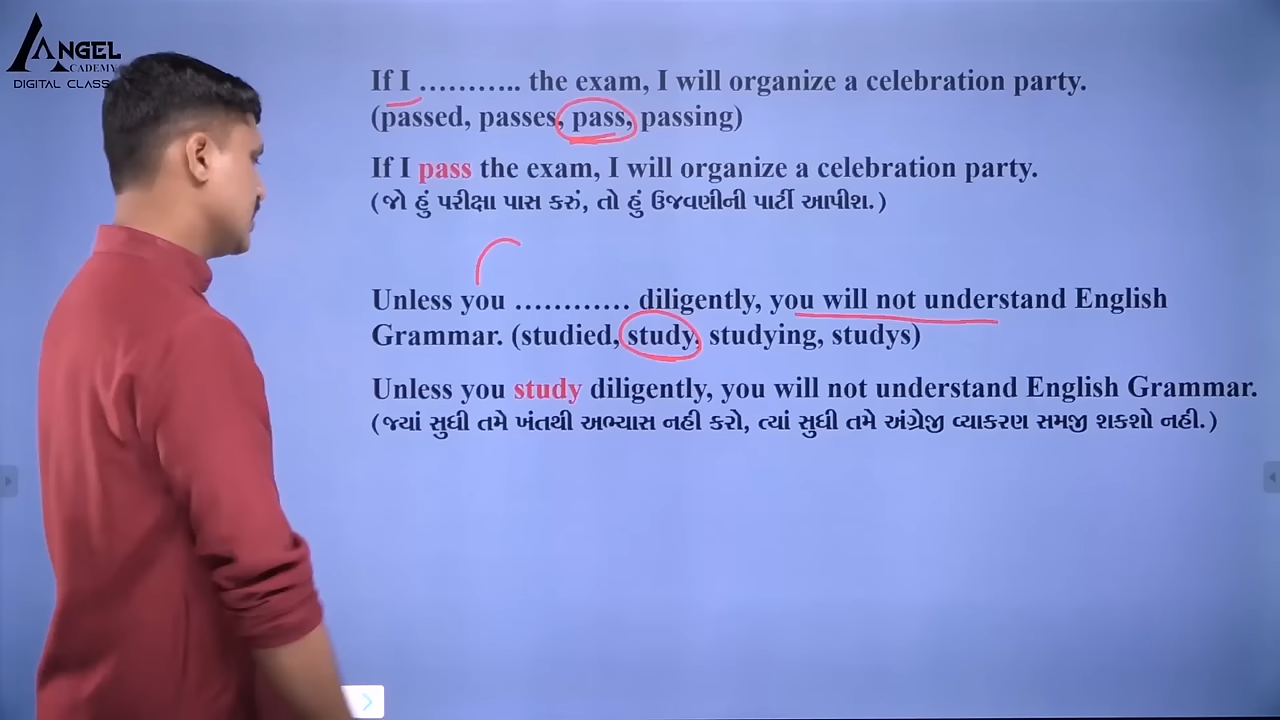 ANGEL
ACADEMY
DIGITAL CLASS
If I ……….. the exam, I will organize a celebration party.
(passed, passes, pass, passing)
If I pass the exam, I will organize a celebration party.
(જો હું પરીક્ષા પાસ કરું, તો હું ઉજવણીની પાર્ટી આપીશ.)
Unless you ………… diligently, you will not understand English
Grammar. (studied, study, studying, studys)
Unless you study diligently, you will not understand English Grammar.
(જ્યાં સુધી તમે ખંતથી અભ્યાસ નહી કરો, ત્યાં સુધી તમે અંગ્રેજી વ્યાકરણ સમજી શકશો નહી.)